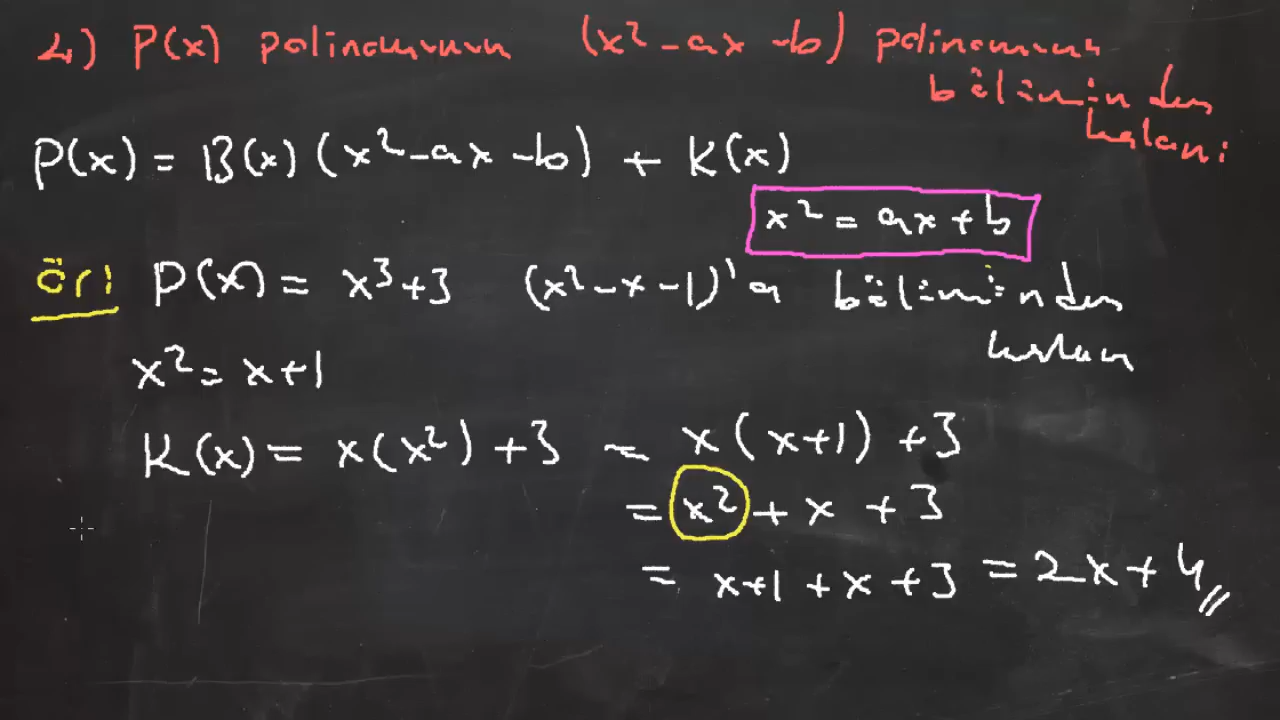 4) P(x) polinomunun (x² - ax - b) polinomuna
bölümünden
kalanı:
P(x) = B(x) (x² - ax - b) + K(x)
x² = ax + b
ör: P(x) = x³ + 3 (x² - x - 1)'a bölümünden
kalan
x² = x + 1
K(x) = x(x²) + 3 = x(x+1) + 3
= x² + x + 3
= x+1 + x + 3 = 2x + 4